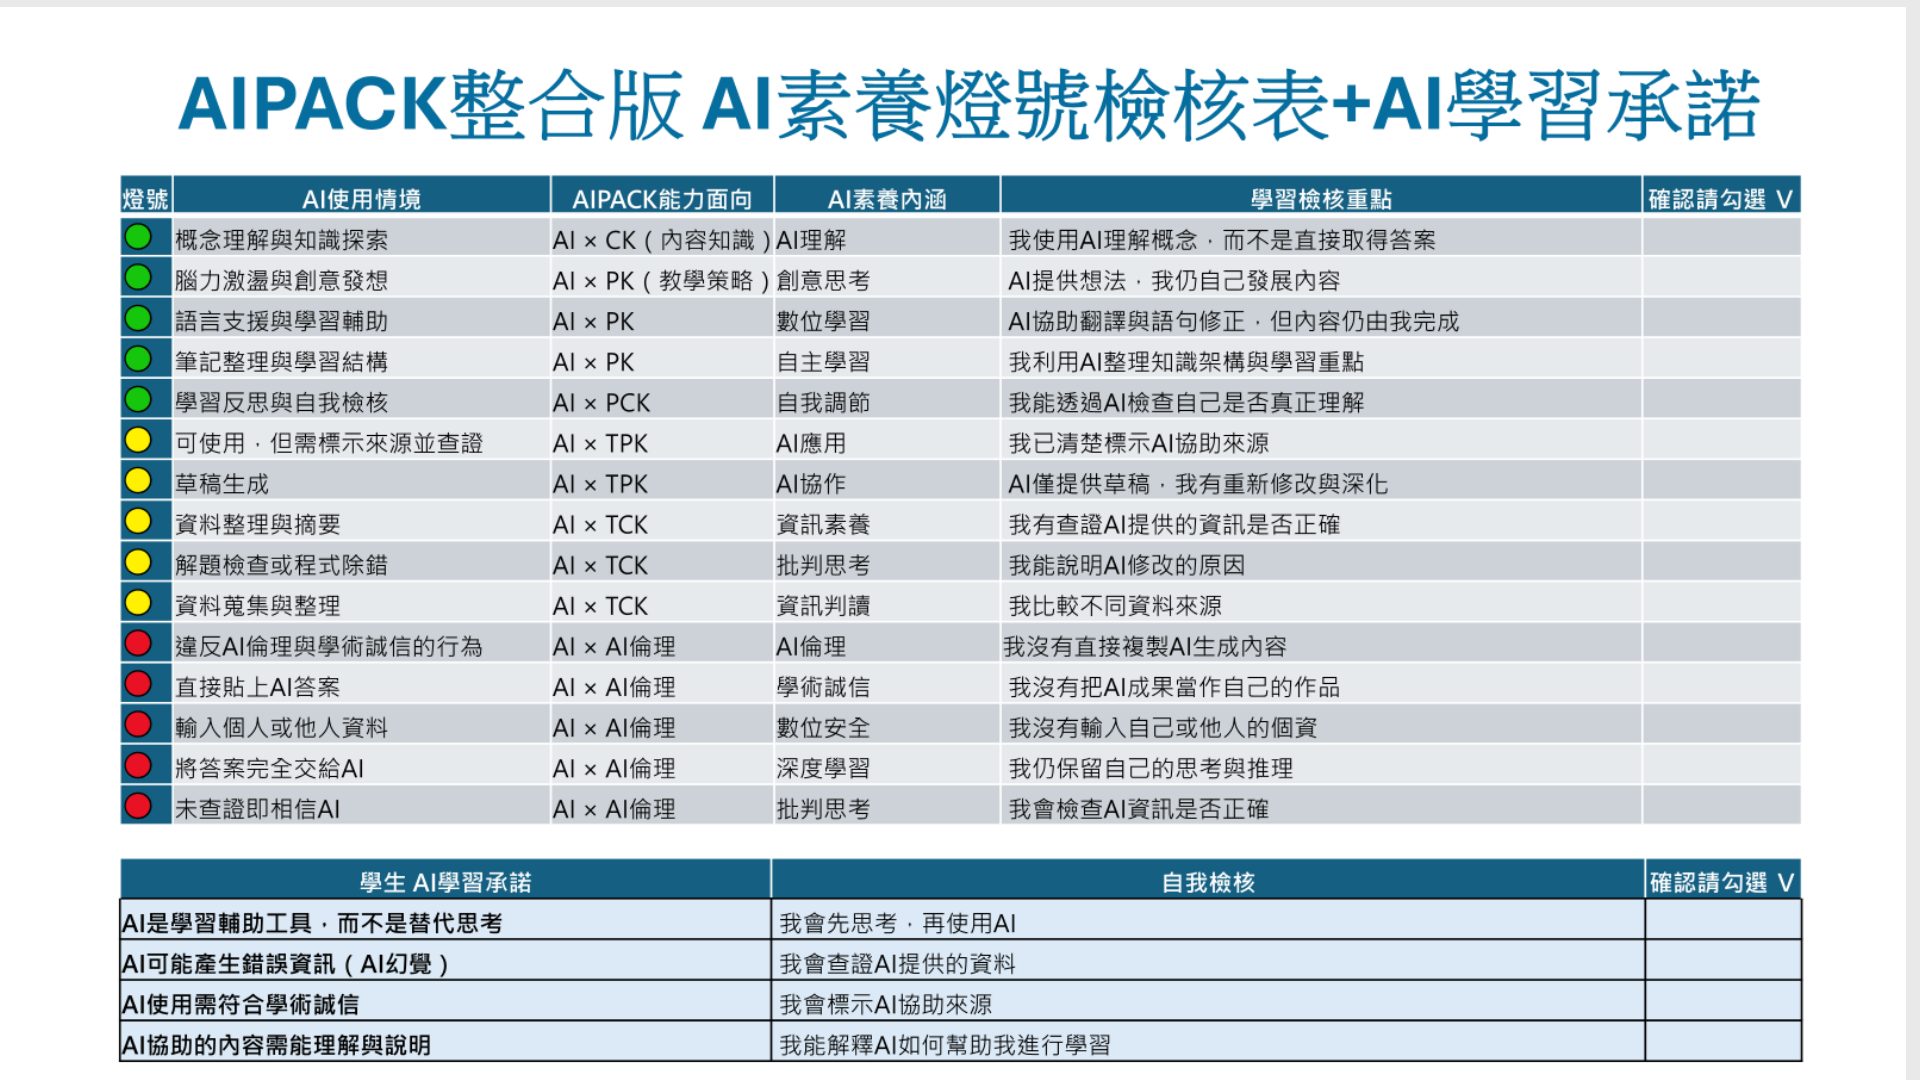 AIPACK整合版 AI素養燈號檢核表+AI學習承諾
燈號 AI使用情境 AIPACK能力面向 AI素養內涵 學習檢核重點 確認請勾選 V
概念理解與知識探索 AI × CK（內容知識） AI理解 我使用AI理解概念，而不是直接取得答案
腦力激盪與創意發想 AI × PK（教學策略） 創意思考 AI提供想法，我仍自己發展內容
語言支援與學習輔助 AI × PK 數位學習 AI協助翻譯與語句修正，但內容仍由我完成
筆記整理與學習結構 AI × PK 自主學習 我利用AI整理知識架構與學習重點
學習反思與自我檢核 AI × PCK 自我調節 我能透過AI檢查自己是否真正理解
可使用，但需標示來源並查證 AI × TPK AI應用 我已清楚標示AI協助來源
草稿生成 AI × TPK AI協作 AI僅提供草稿，我有重新修改與深化
資料整理與摘要 AI × TCK 資訊素養 我有查證AI提供的資訊是否正確
解題檢查或程式除錯 AI × TCK 批判思考 我能說明AI修改的原因
資料蒐集與整理 AI × TCK 資訊判讀 我比較不同資料來源
違反AI倫理與學術誠信的行為 AI × AI倫理 AI倫理 我沒有直接複製AI生成內容
直接貼上AI答案 AI × AI倫理 學術誠信 我沒有把AI成果當作自己的作品
輸入個人或他人資料 AI × AI倫理 數位安全 我沒有輸入自己或他人的個資
將答案完全交給AI AI × AI倫理 深度學習 我仍保留自己的思考與推理
未查證即相信AI AI × AI倫理 批判思考 我會檢查AI資訊是否正確
學生 AI學習承諾 自我檢核 確認請勾選 V
AI是學習輔助工具，而不是替代思考 我會先思考，再使用AI
AI可能產生錯誤資訊（AI幻覺） 我會查證AI提供的資料
AI使用需符合學術誠信 我會標示AI協助來源
AI協助的內容需能理解與說明 我能解釋AI如何幫助我進行學習